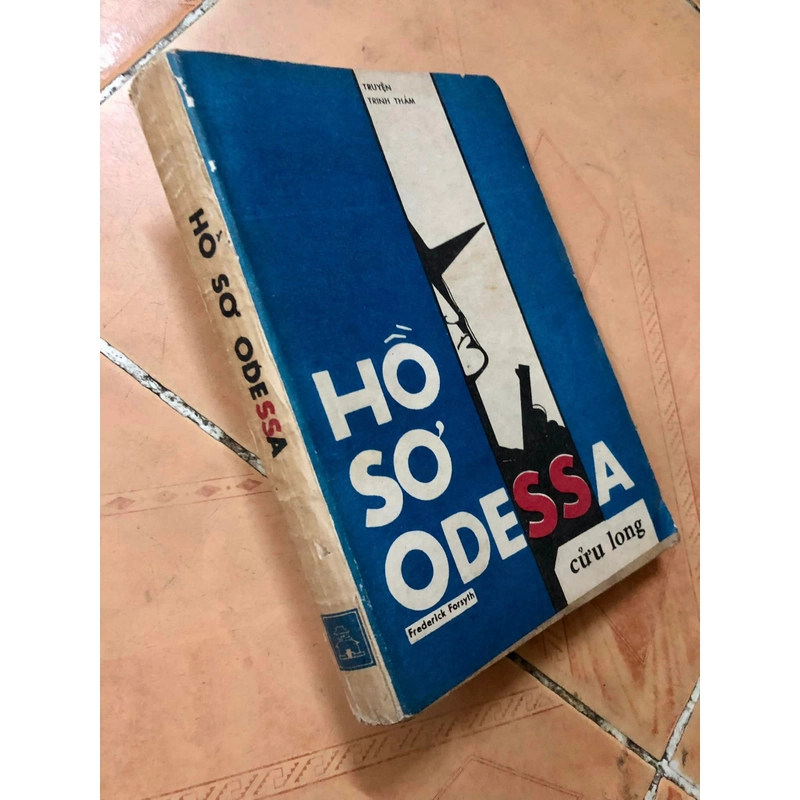 TRUYỆN
TRINH THÁM
HỒ
SƠ
ODESSA
Frederick Forsyth
cửu long
HỒ SƠ ODESSA